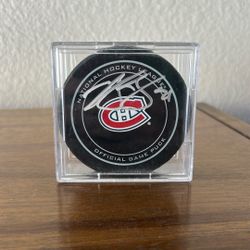 NATIONAL HOCKEY LEAGUE
OFFICIAL GAME PUCK